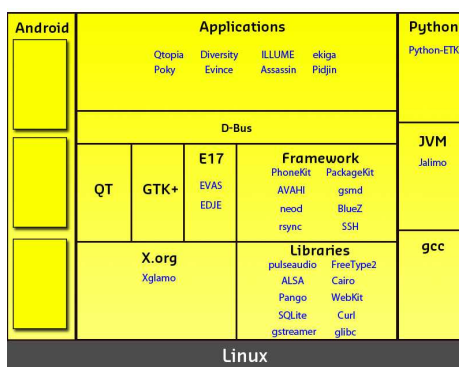 Android
Applications
Qtopia Diversity ILLUME ekiga
Poky Evince Assassin Pidjin
Python
Python-ETK
D-Bus
JVM
Jalimo
QT
GTK+
E17
EVAS
EDJE
Framework
PhoneKit PackageKit
AVAHI gsmd
neod BlueZ
rsync SSH
X.org
Xglamo
Libraries
pulseaudio FreeType2
ALSA Cairo
Pango WebKit
SQLite Curl
gstreamer glibc
gcc
Linux